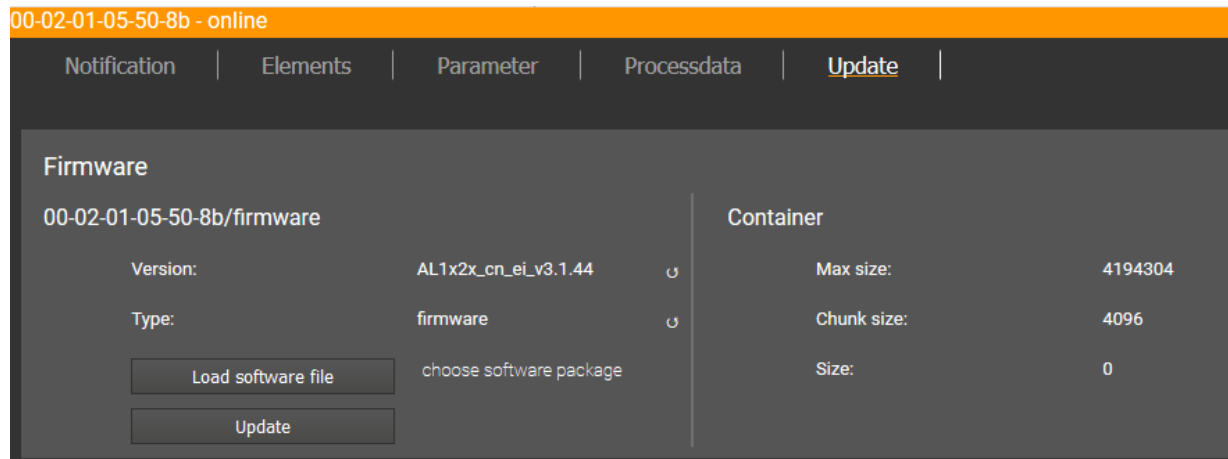 00-02-01-05-50-8b - online
Notification | Elements | Parameter | Processdata | Update |
Firmware
00-02-01-05-50-8b/firmware
Version: AL1x2x_cn_ei_v3.1.44
Type: firmware
Load software file choose software package
Update
Container
Max size: 4194304
Chunk size: 4096
Size: 0